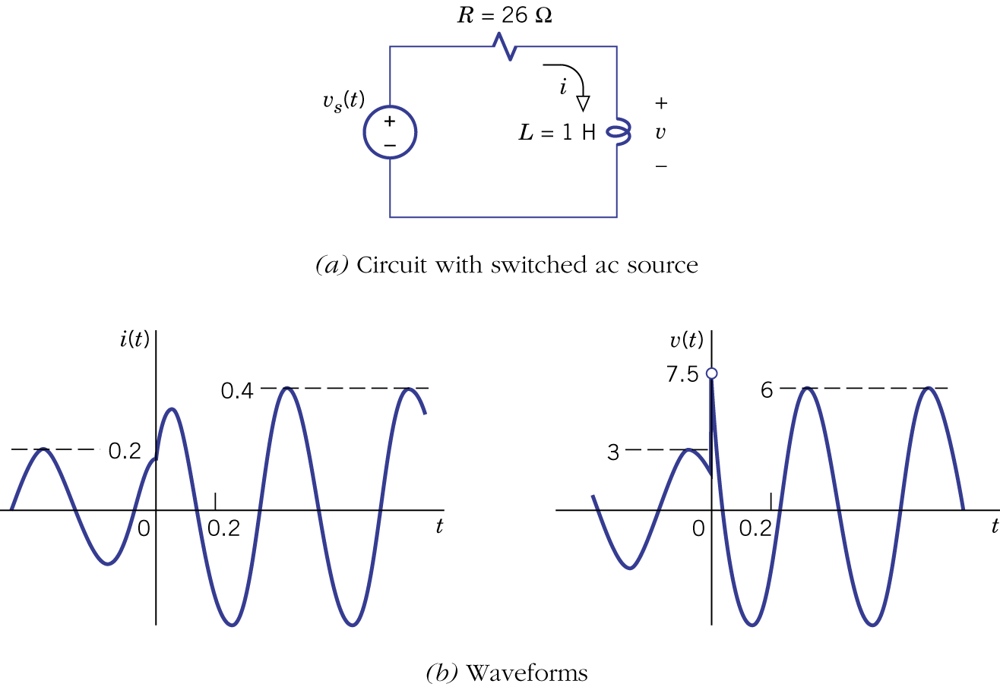 R = 26 Ω
i
v_s(t)
+
−
L = 1 H
+
v
−
(a) Circuit with switched ac source
i(t)
0.4
0.2
0
0.2
t
v(t)
7.5
6
3
0
0.2
t
(b) Waveforms